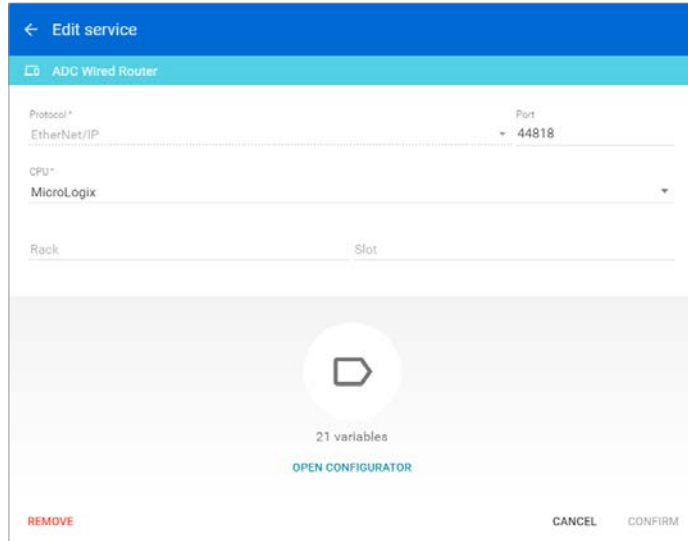 Edit service
ADC Wired Router
Protocol* Port
EtherNet/IP 44818
CPU*
MicroLogix
Rack Slot
21 variables
OPEN CONFIGURATOR
REMOVE CANCEL CONFIRM